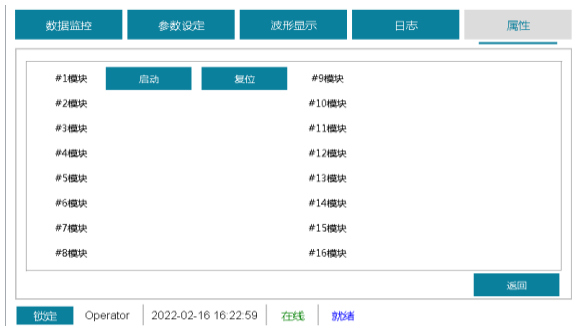 数据监控 参数设定 波形显示 日志 属性
#1模块 启动 复位 #9模块
#2模块 #10模块
#3模块 #11模块
#4模块 #12模块
#5模块 #13模块
#6模块 #14模块
#7模块 #15模块
#8模块 #16模块
返回
锁定 Operator 2022-02-16 16:22:59 在线 就绪